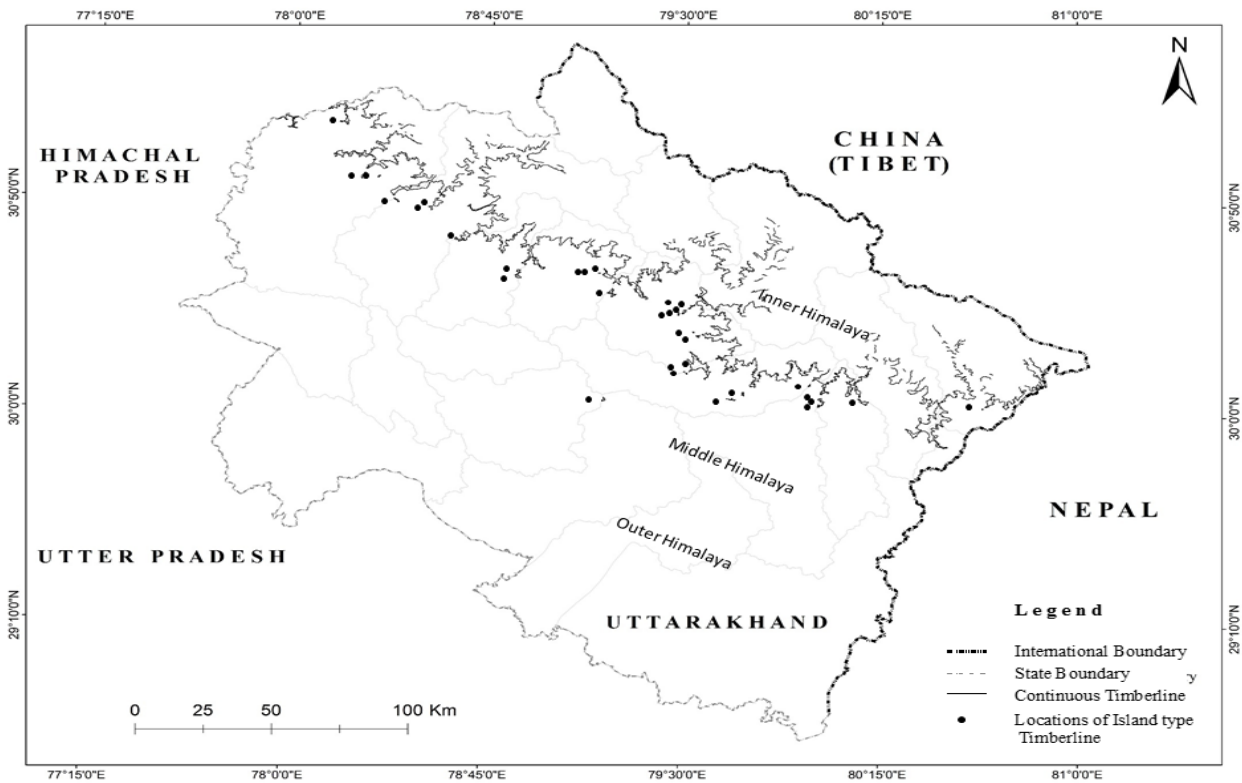 77°15'0"E 78°0'0"E 78°45'0"E 79°30'0"E 80°15'0"E 81°0'0"E
N
CHINA
(TIBET)
HIMACHAL
PRADESH
30°50'0"N
30°50'0"N
Inner Himalaya
30°0'0"N
30°0'0"N
Middle Himalaya
NEPAL
Outer Himalaya
UTTER PRADESH
UTTARAKHAND
29°10'0"N
29°10'0"N
Legend
International Boundary
State Boundary y
Continuous Timberline
Locations of Island type
Timberline
0 25 50 100 Km
77°15'0"E 78°0'0"E 78°45'0"E 79°30'0"E 80°15'0"E 81°0'0"E